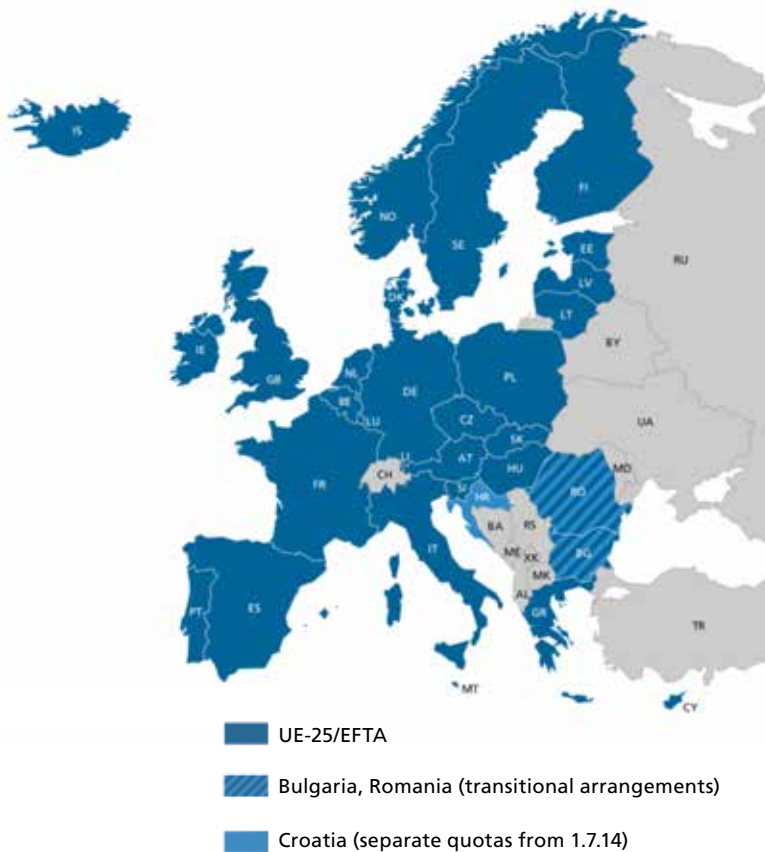 IS
FI
NO
SE
EE
RU
LV
DK
LT
BY
IE
NL
GB
DE
PL
BE
UA
LU
CZ
SK
LI
AT
MD
CH
HU
FR
SI
RO
HR
BA
RS
IT
ME
XK
BG
MK
PT
ES
AL
GR
TR
MT
CY
UE-25/EFTA
Bulgaria, Romania (transitional arrangements)
Croatia (separate quotas from 1.7.14)